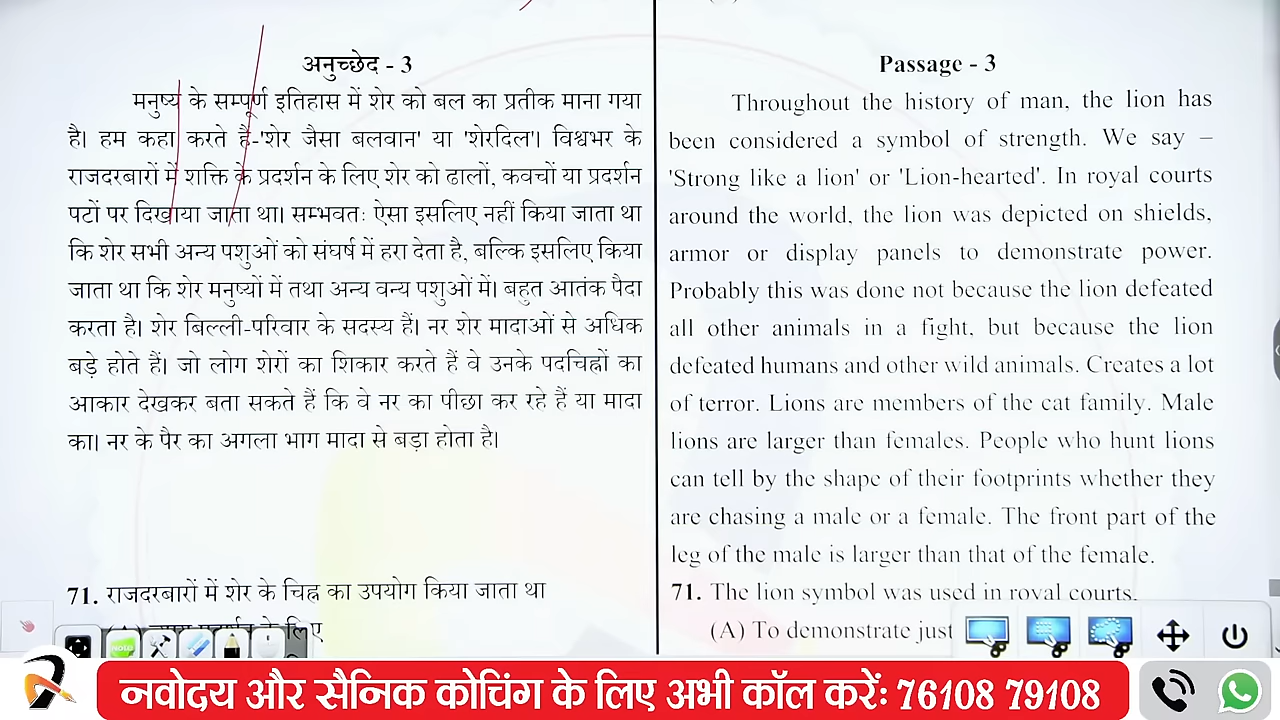 अनुच्छेद - 3
मनुष्य के सम्पूर्ण इतिहास में शेर को बल का प्रतीक माना गया
है। हम कहा करते है-'शेर जैसा बलवान' या 'शेरदिल'। विश्वभर के
राजदरबारों में शक्ति के प्रदर्शन के लिए शेर को ढालों, कवचों या प्रदर्शन
पटों पर दिखाया जाता था। सम्भवतः ऐसा इसलिए नहीं किया जाता था
कि शेर सभी अन्य पशुओं को संघर्ष में हरा देता है, बल्कि इसलिए किया
जाता था कि शेर मनुष्यों में तथा अन्य वन्य पशुओं में। बहुत आतंक पैदा
करता है। शेर बिल्ली-परिवार के सदस्य हैं। नर शेर मादाओं से अधिक
बड़े होते हैं। जो लोग शेरों का शिकार करते हैं वे उनके पदचिह्नों का
आकार देखकर बता सकते हैं कि वे नर का पीछा कर रहे हैं या मादा
का। नर के पैर का अगला भाग मादा से बड़ा होता है।
71. राजदरबारों में शेर के चिह्न का उपयोग किया जाता था
के लिए
Passage - 3
Throughout the history of man, the lion has
been considered a symbol of strength. We say –
'Strong like a lion' or 'Lion-hearted'. In royal courts
around the world, the lion was depicted on shields,
armor or display panels to demonstrate power.
Probably this was done not because the lion defeated
all other animals in a fight, but because the lion
defeated humans and other wild animals. Creates a lot
of terror. Lions are members of the cat family. Male
lions are larger than females. People who hunt lions
can tell by the shape of their footprints whether they
are chasing a male or a female. The front part of the
leg of the male is larger than that of the female.
71. The lion symbol was used in royal courts.
(A) To demonstrate just
नवोदय और सैनिक कोचिंग के लिए अभी कॉल करें: 76108 79108